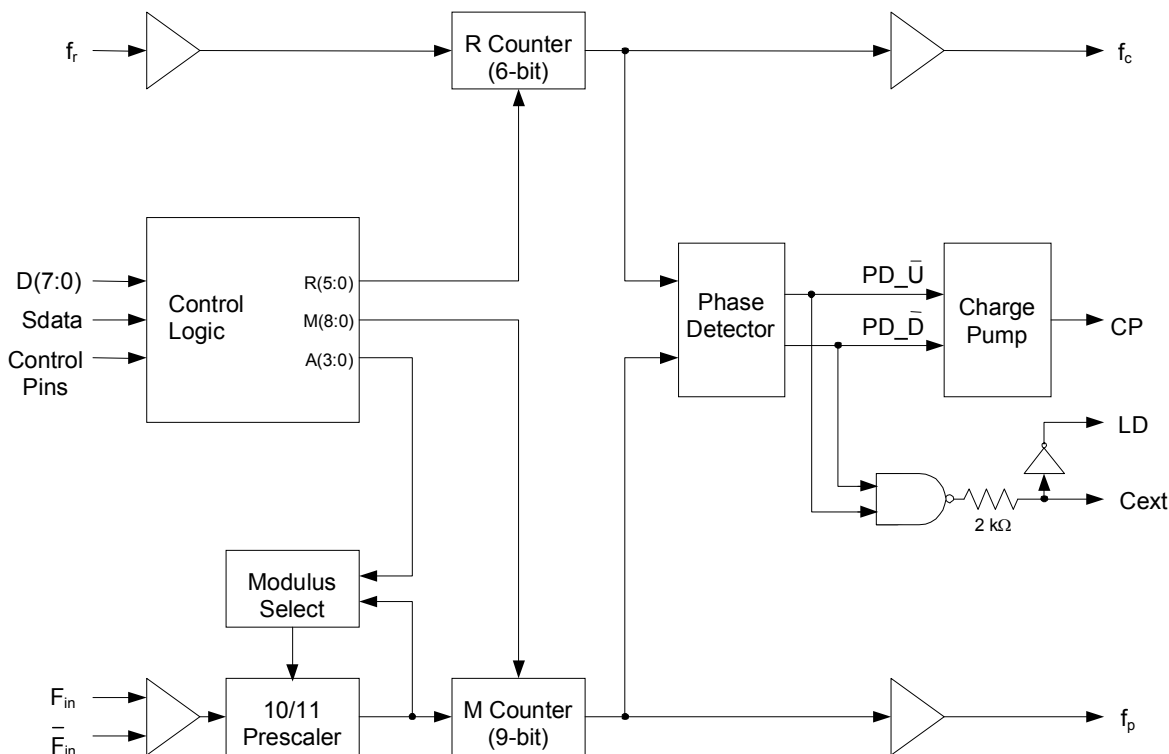 f_r
R Counter
(6-bit)
f_c
D(7:0)
Sdata
Control
Pins
Control
Logic
R(5:0)
M(8:0)
A(3:0)
Phase
Detector
PD_U̅
PD_D̅
Charge
Pump
CP
LD
Cext
2 kΩ
Modulus
Select
F_in
F̅_in
10/11
Prescaler
M Counter
(9-bit)
f_p